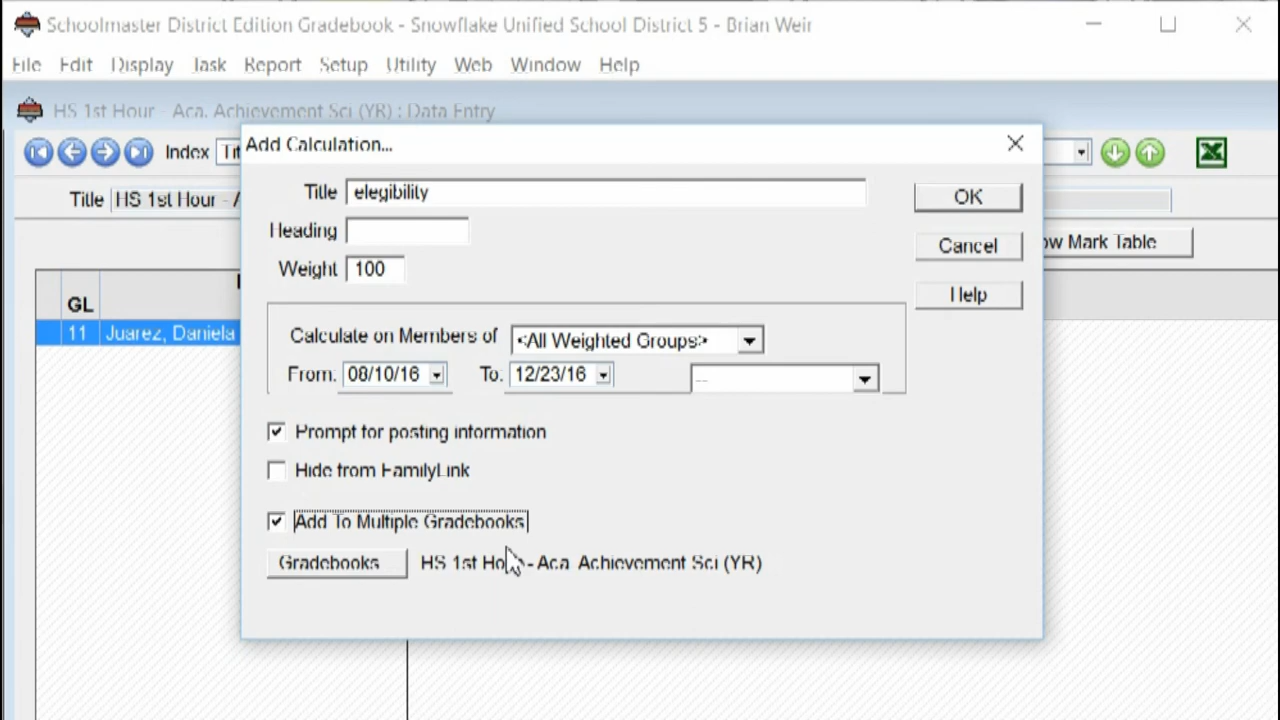 Schoolmaster District Edition Gradebook - Snowflake Unified School District 5 - Brian Weir
File Edit Display Task Report Setup Utility Web Window Help
HS 1st Hour - Aca. Achievement Sci (YR) : Data Entry
Index Tit
Title HS 1st Hour - A
ow Mark Table
GL
11 Juarez, Daniela
Add Calculation...
Title elegibility
OK
Heading
Cancel
Weight 100
Help
Calculate on Members of <All Weighted Groups>
From: 08/10/16 To: 12/23/16 --
Prompt for posting information
Hide from FamilyLink
Add To Multiple Gradebooks
Gradebooks HS 1st Hour - Aca. Achievement Sci (YR)